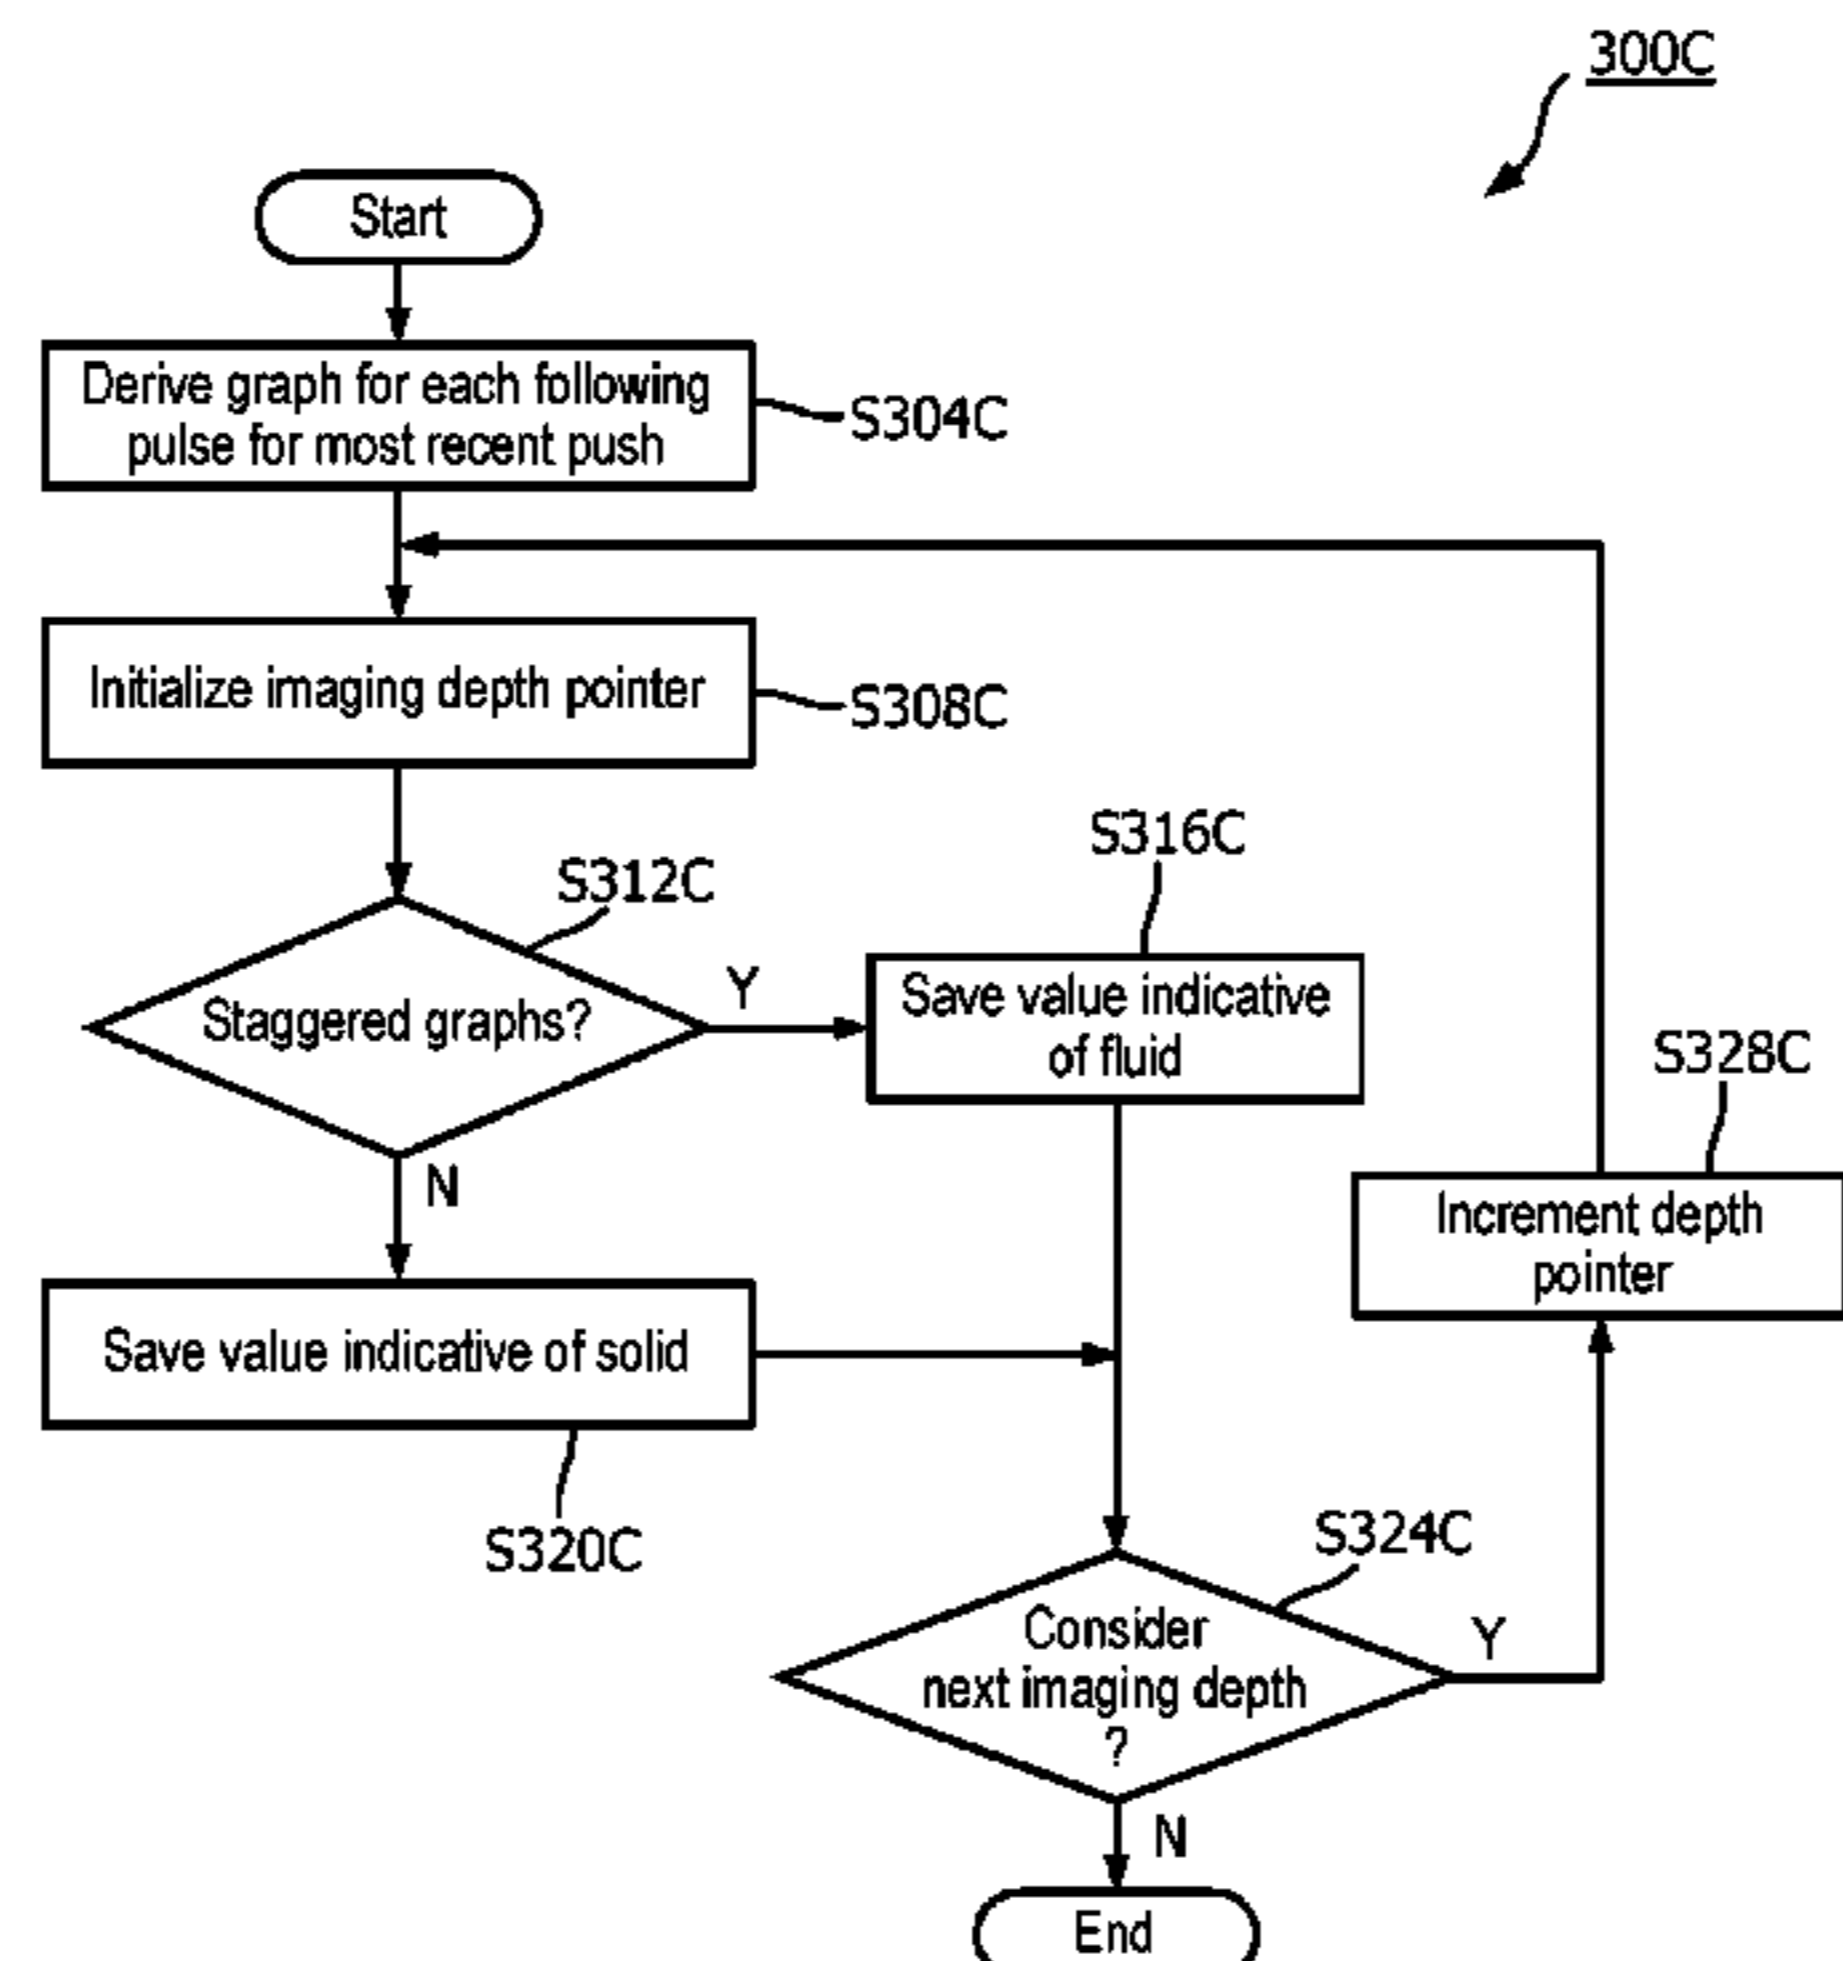 300C
Start
Derive graph for each following
pulse for most recent push
S304C
Initialize imaging depth pointer
S308C
S312C
Staggered graphs?
Y
S316C
Save value indicative
of fluid
S328C
Increment depth
pointer
N
Save value indicative of solid
S320C
S324C
Consider
next imaging depth
?
Y
N
End